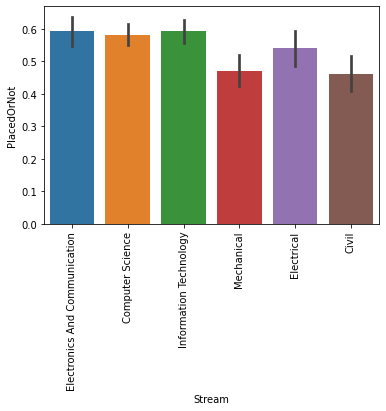 PlacedOrNot
0.6
0.5
0.4
0.3
0.2
0.1
0.0
Electronics And Communication
Computer Science
Information Technology
Mechanical
Electrical
Civil
Stream